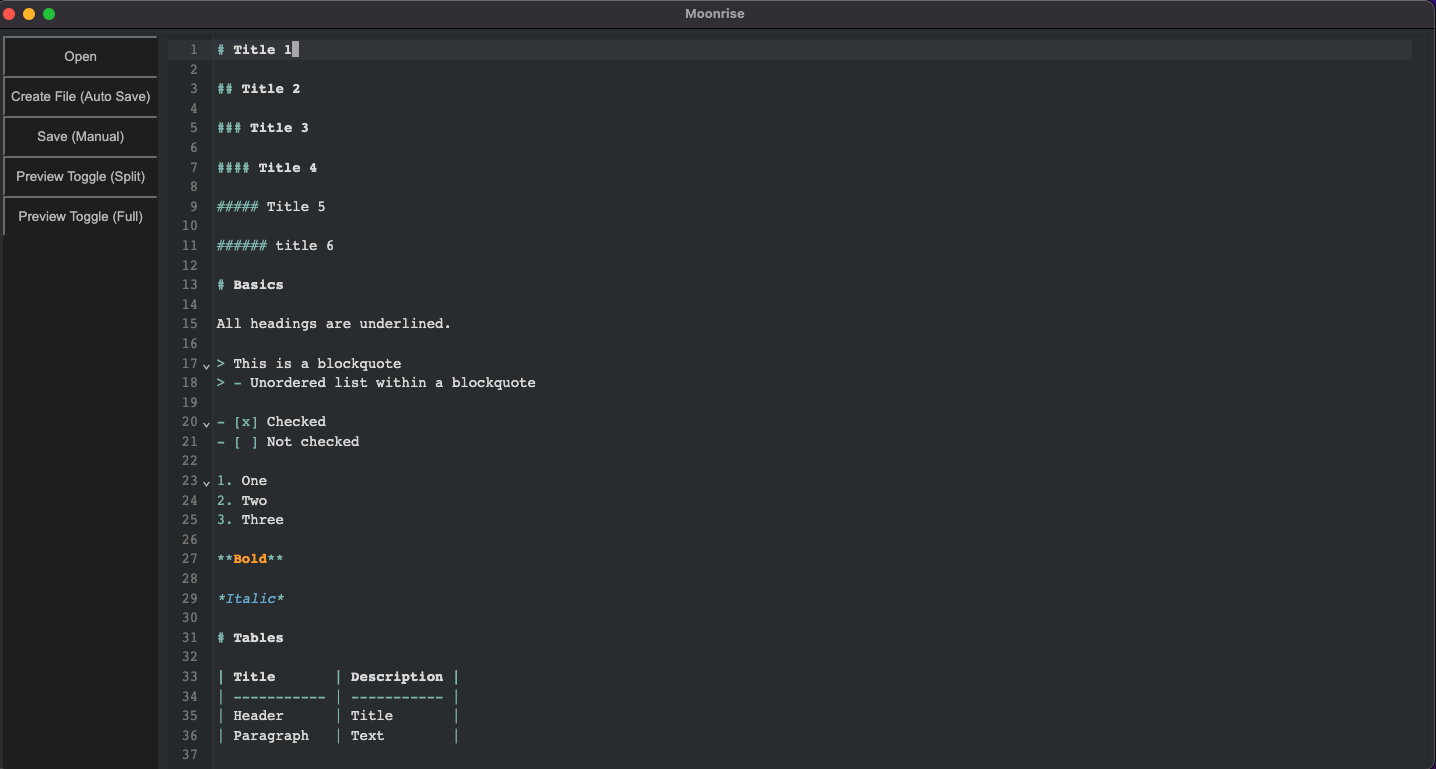 Moonrise
Open
Create File (Auto Save)
Save (Manual)
Preview Toggle (Split)
Preview Toggle (Full)
1 # Title 1
2
3 ## Title 2
4
5 ### Title 3
6
7 #### Title 4
8
9 ##### Title 5
10
11 ###### title 6
12
13 # Basics
14
15 All headings are underlined.
16
17 > This is a blockquote
18 > - Unordered list within a blockquote
19
20 - [x] Checked
21 - [ ] Not checked
22
23 1. One
24 2. Two
25 3. Three
26
27 **Bold**
28
29 *Italic*
30
31 # Tables
32
33 | Title       | Description |
34 | ----------- | ----------- |
35 | Header      | Title       |
36 | Paragraph   | Text        |
37